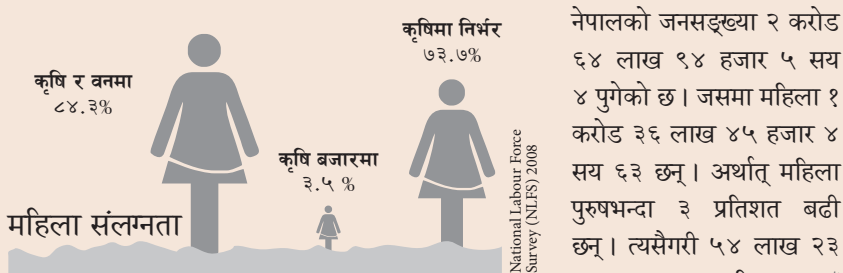 कृषि र वनमा
८४.३%
कृषि बजारमा
३.५ %
कृषिमा निर्भर
७३.७%
महिला संलग्नता
National Labour Force
Survey (NLFS) 2008
नेपालको जनसङ्ख्या २ करोड
६४ लाख ९४ हजार ५ सय
४ पुगेको छ । जसमा महिला १
करोड ३६ लाख ४५ हजार ४
सय ६३ छन् । अर्थात् महिला
पुरुषभन्दा ३ प्रतिशत बढी
छन् । त्यसैगरी ५४ लाख २३